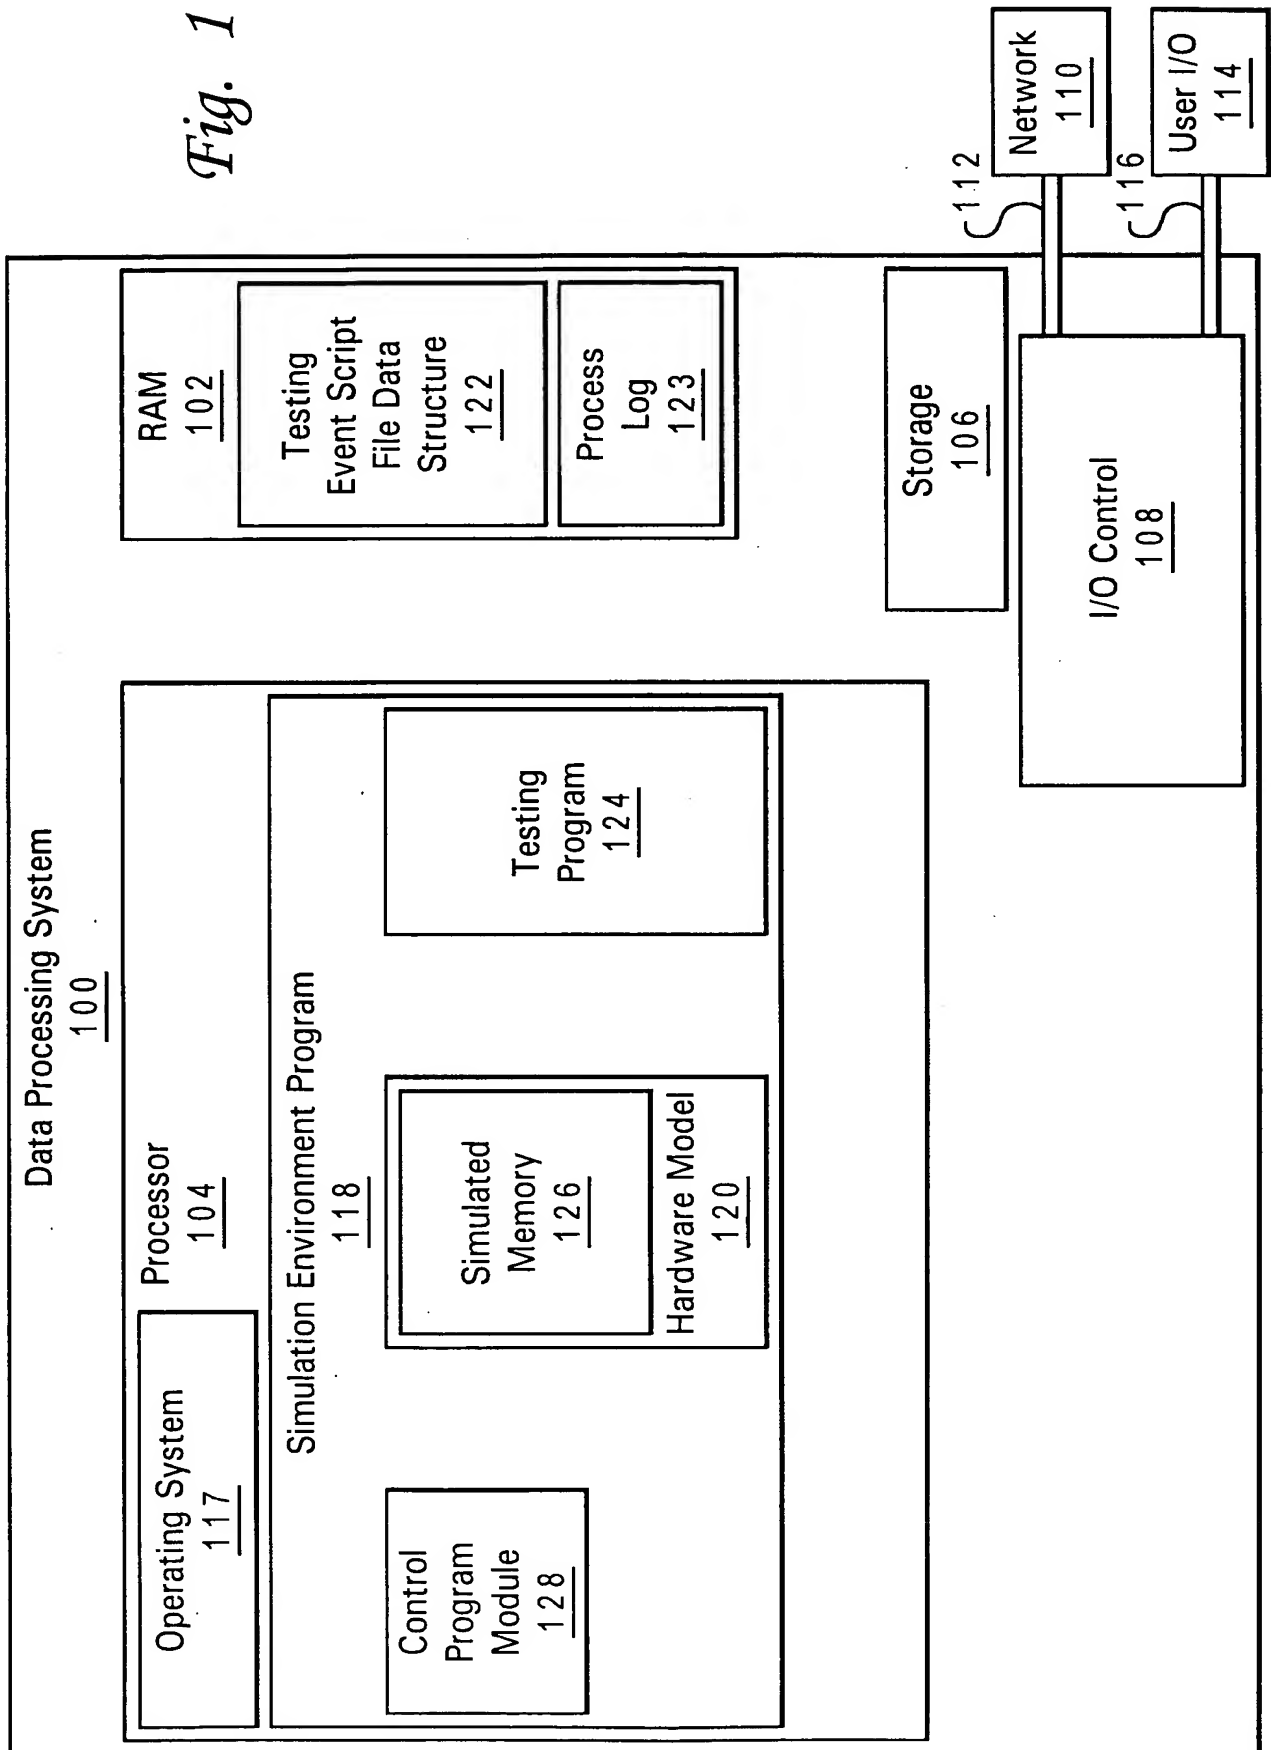 Fig. 1
Data Processing System
100
Operating System
117
Processor
104
Simulation Environment Program
118
Control
Program
Module
128
Simulated
Memory
126
Hardware Model
120
Testing
Program
124
RAM
102
Testing
Event Script
File Data
Structure
122
Process
Log
123
Storage
106
I/O Control
108
112
Network
110
116
User I/O
114